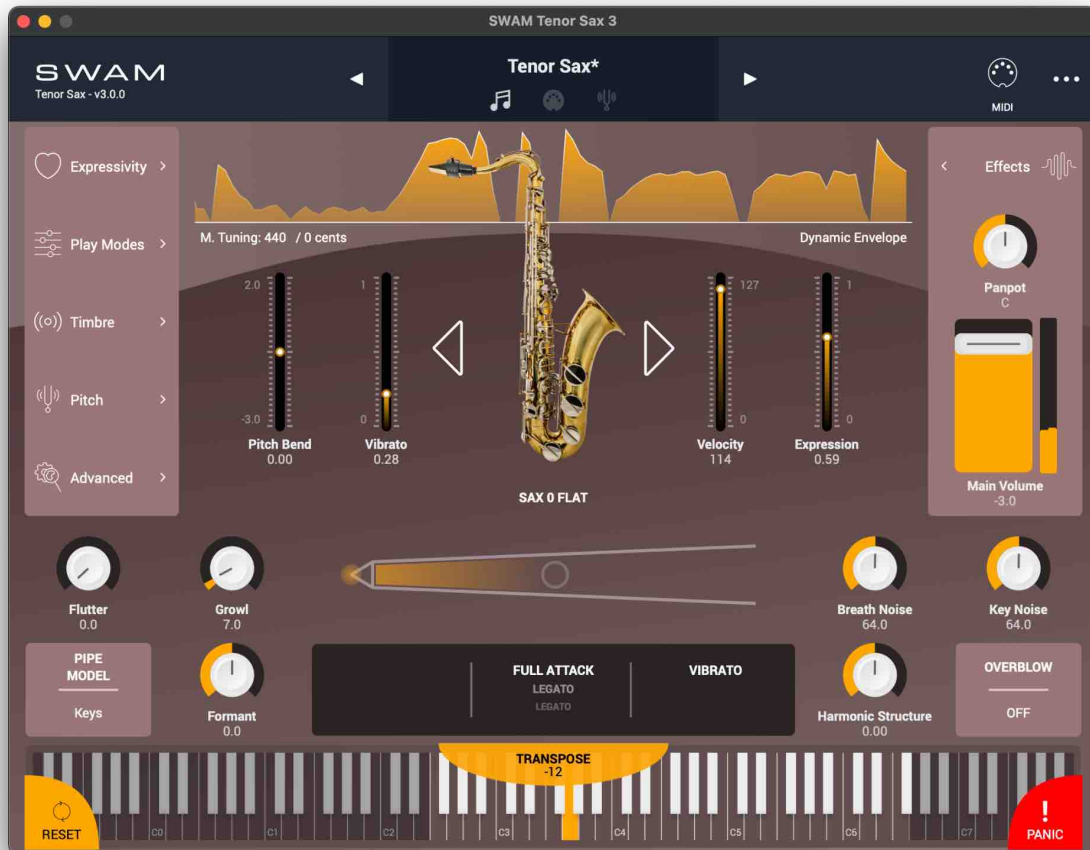 SWAM Tenor Sax 3
SWAM
Tenor Sax - v3.0.0
Tenor Sax*
MIDI
Expressivity
Play Modes
Timbre
Pitch
Advanced
M. Tuning: 440 / 0 cents
Dynamic Envelope
Effects
Panpot
C
Main Volume
-3.0
2.0
-3.0
Pitch Bend
0.00
1
0
Vibrato
0.28
127
0
Velocity
114
1
0
Expression
0.59
SAX 0 FLAT
Flutter
0.0
Growl
7.0
Breath Noise
64.0
Key Noise
64.0
PIPE
MODEL
Keys
Formant
0.0
FULL ATTACK
LEGATO
LEGATO
VIBRATO
Harmonic Structure
0.00
OVERBLOW
OFF
TRANSPOSE
-12
RESET
C0
C1
C2
C3
C4
C5
C6
C7
!
PANIC